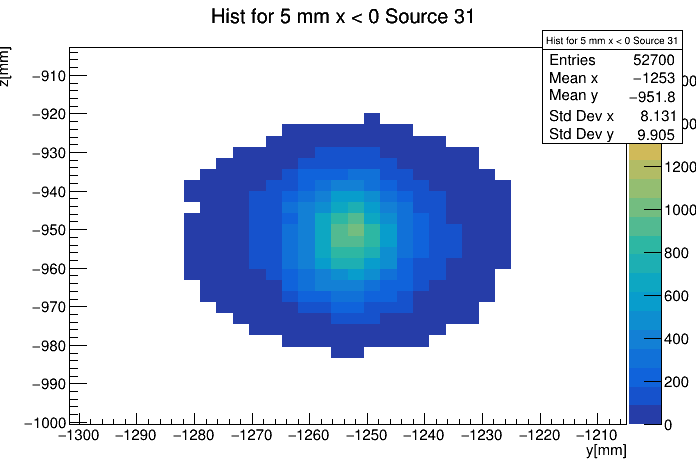 Hist for 5 mm x < 0 Source 31
Hist for 5 mm x < 0 Source 31
Entries 52700
Mean x −1253
Mean y −951.8
Std Dev x 8.131
Std Dev y 9.905
z[mm]
−910
−920
−930
−940
−950
−960
−970
−980
−990
−1000
−1300 −1290 −1280 −1270 −1260 −1250 −1240 −1230 −1220 −1210
y[mm]
1200
1000
800
600
400
200
0